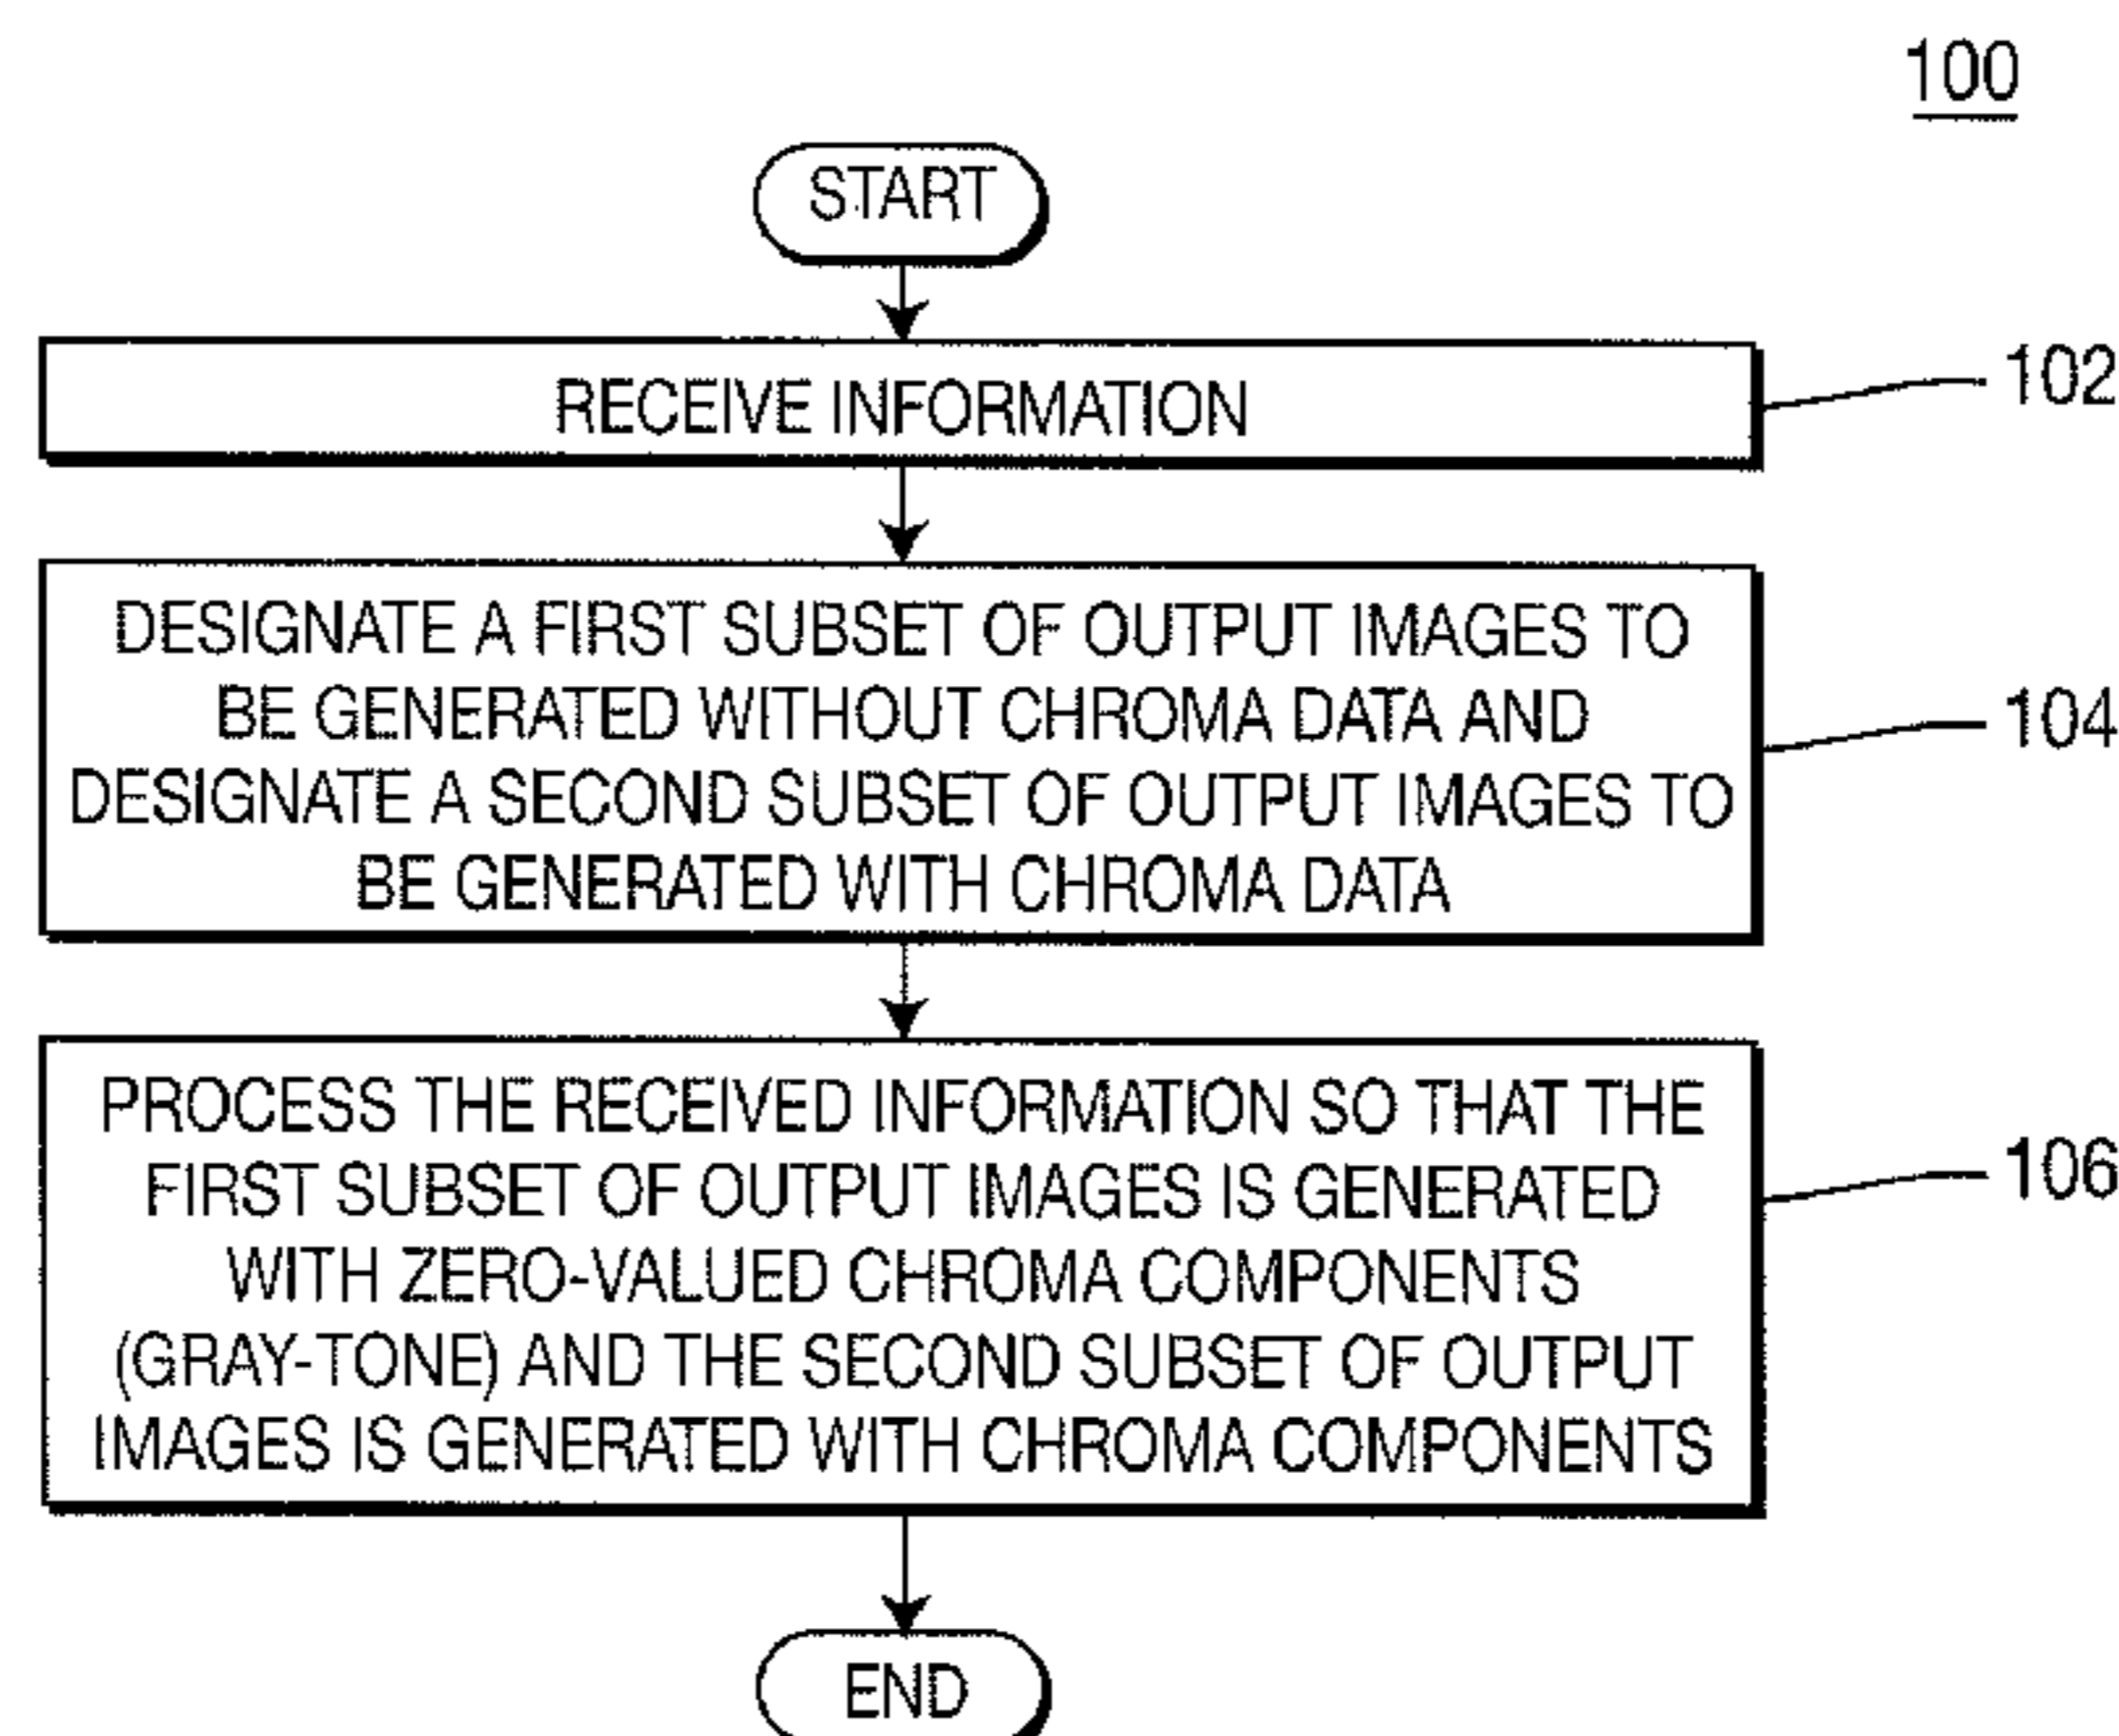 100
START
RECEIVE INFORMATION
102
DESIGNATE A FIRST SUBSET OF OUTPUT IMAGES TO
BE GENERATED WITHOUT CHROMA DATA AND
DESIGNATE A SECOND SUBSET OF OUTPUT IMAGES TO
BE GENERATED WITH CHROMA DATA
104
PROCESS THE RECEIVED INFORMATION SO THAT THE
FIRST SUBSET OF OUTPUT IMAGES IS GENERATED
WITH ZERO-VALUED CHROMA COMPONENTS
(GRAY-TONE) AND THE SECOND SUBSET OF OUTPUT
IMAGES IS GENERATED WITH CHROMA COMPONENTS
106
END